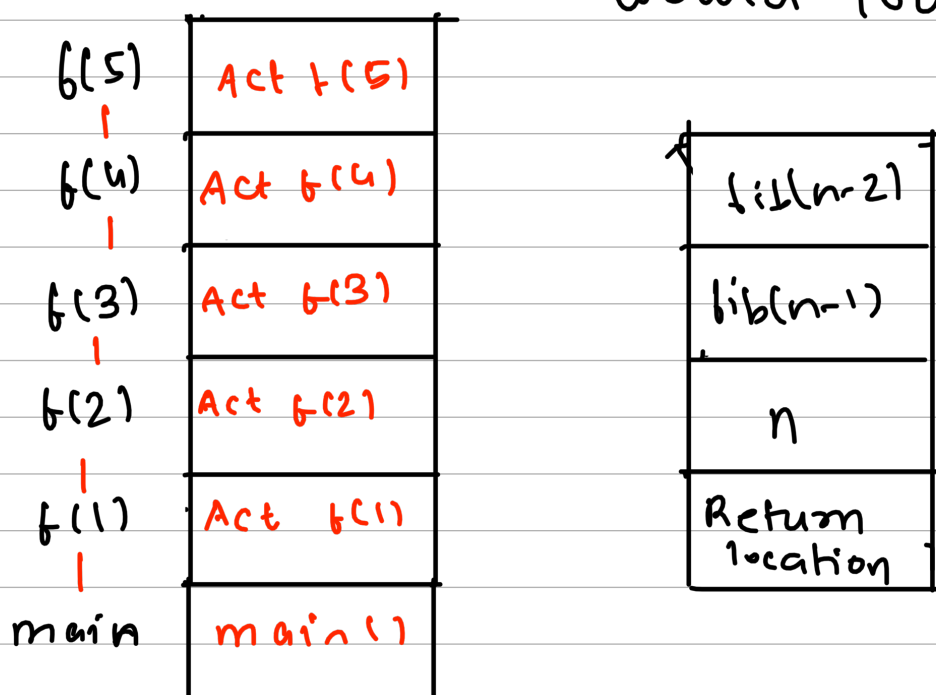 f(5)
Act f(5)
f(4)
Act f(4)
fib(n-2)
f(3)
Act f(3)
fib(n-1)
f(2)
Act f(2)
n
f(1)
Act f(1)
Return
location
main
main()